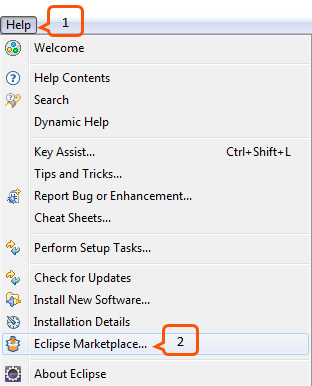 Help 1
Welcome
Help Contents
Search
Dynamic Help
Key Assist... Ctrl+Shift+L
Tips and Tricks...
Report Bug or Enhancement...
Cheat Sheets...
Perform Setup Tasks...
Check for Updates
Install New Software...
Installation Details
Eclipse Marketplace... 2
About Eclipse